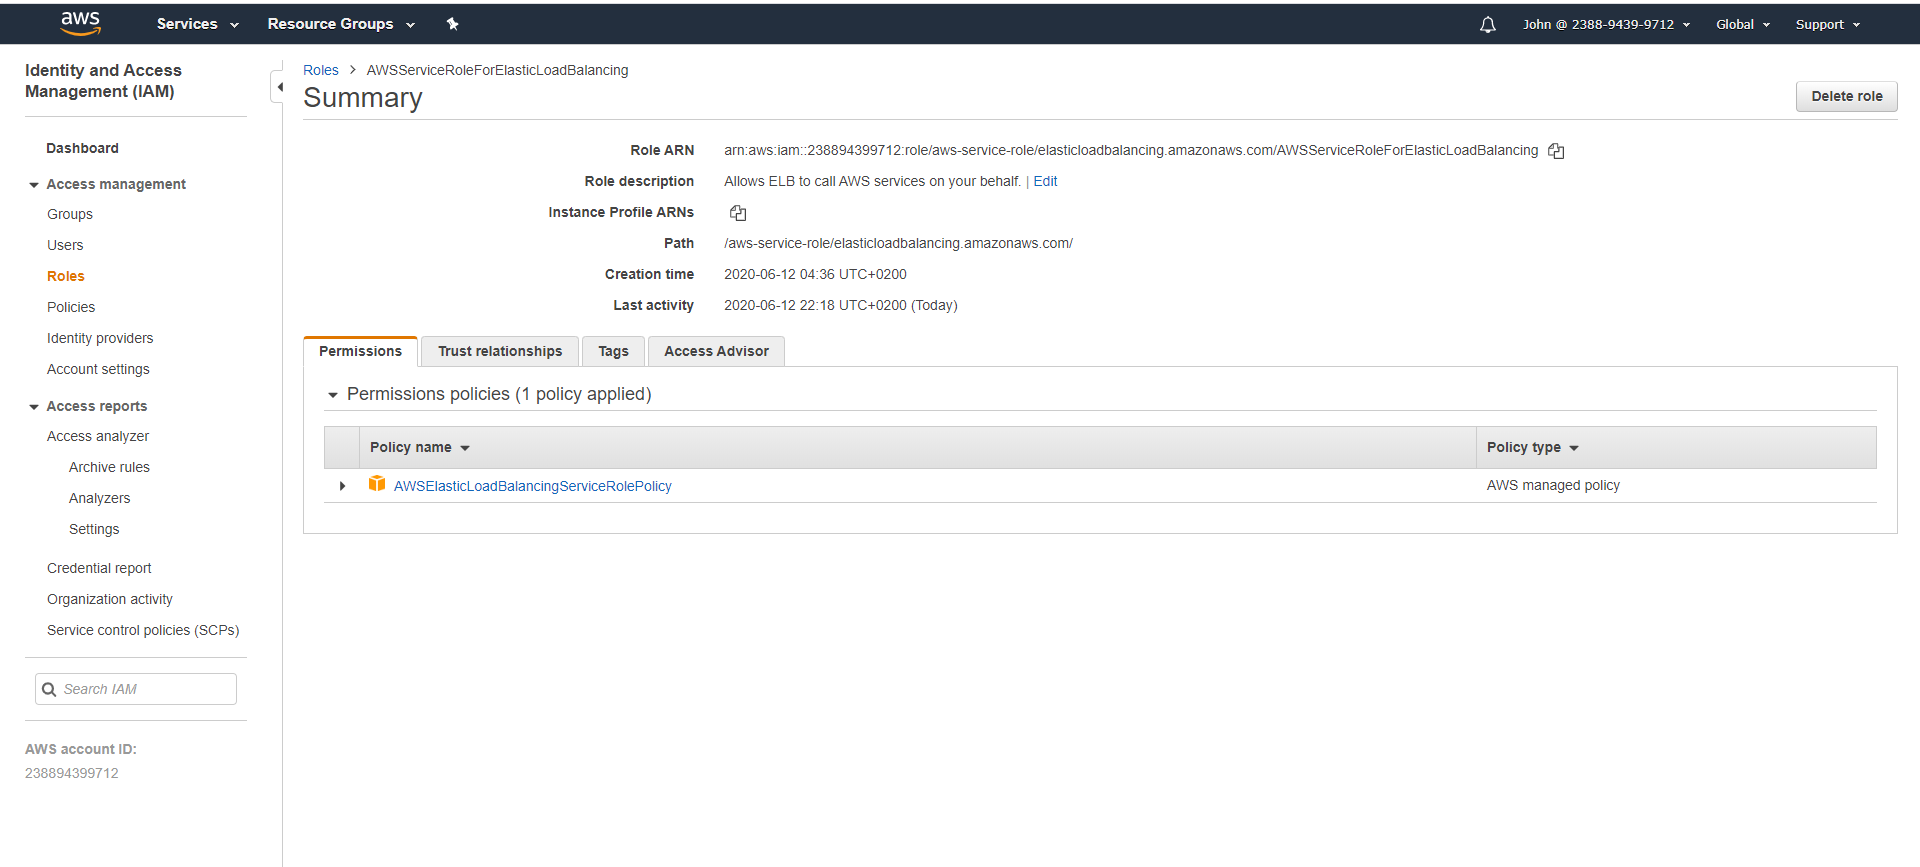 aws Services Resource Groups John @ 2388-9439-9712 Global Support
Identity and Access
Management (IAM)
Dashboard
Access management
Groups
Users
Roles
Policies
Identity providers
Account settings
Access reports
Access analyzer
Archive rules
Analyzers
Settings
Credential report
Organization activity
Service control policies (SCPs)
Search IAM
AWS account ID:
238894399712
Roles > AWSServiceRoleForElasticLoadBalancing
Summary
Delete role
Role ARN arn:aws:iam::238894399712:role/aws-service-role/elasticloadbalancing.amazonaws.com/AWSServiceRoleForElasticLoadBalancing
Role description Allows ELB to call AWS services on your behalf. | Edit
Instance Profile ARNs
Path /aws-service-role/elasticloadbalancing.amazonaws.com/
Creation time 2020-06-12 04:36 UTC+0200
Last activity 2020-06-12 22:18 UTC+0200 (Today)
Permissions Trust relationships Tags Access Advisor
Permissions policies (1 policy applied)
Policy name Policy type
AWSElasticLoadBalancingServiceRolePolicy AWS managed policy